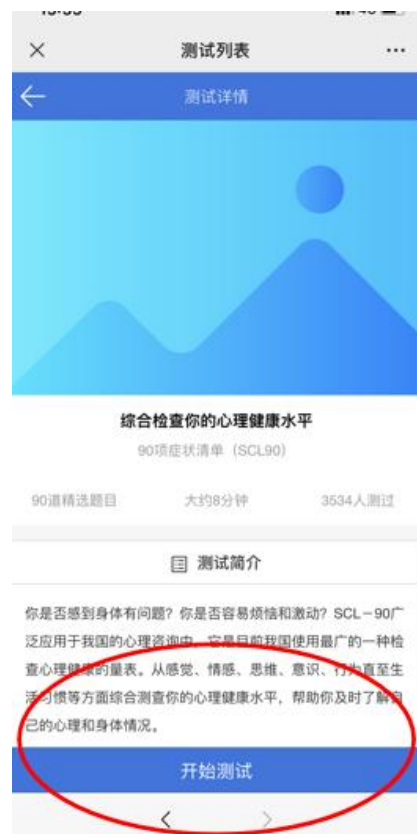 测试列表
测试详情
综合检查你的心理健康水平
90项症状清单（SCL90）
90道精选题目 大约8分钟 3534人测过
测试简介
你是否感到身体有问题？你是否容易烦恼和激动？SCL－90广
泛应用于我国的心理咨询中，它是目前我国使用最广的一种检
查心理健康的量表。从感觉、情感、思维、意识、行为直至生
活习惯等方面综合测查你的心理健康水平，帮助你及时了解自
己的心理和身体情况。
开始测试